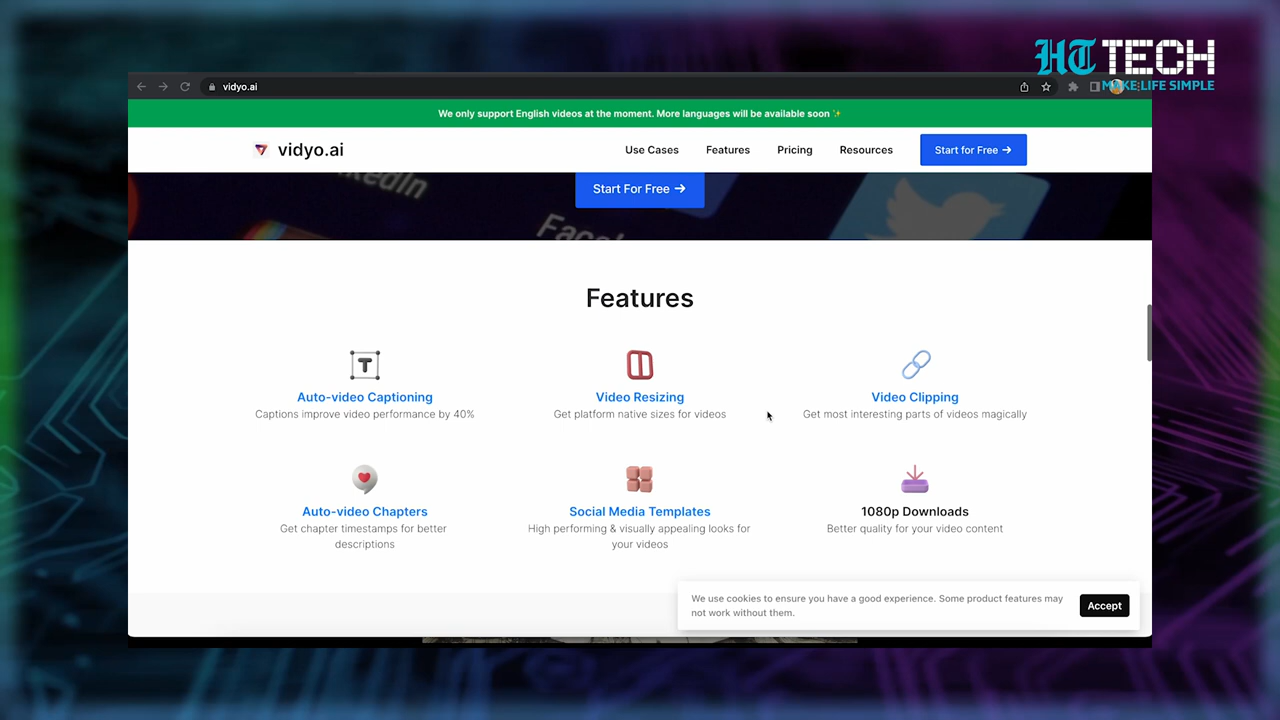 HT TECH
MAKE LIFE SIMPLE
vidyo.ai
We only support English videos at the moment. More languages will be available soon ✨
vidyo.ai
Use Cases
Features
Pricing
Resources
Start for Free →
Start For Free →
Features
Auto-video Captioning
Captions improve video performance by 40%
Video Resizing
Get platform native sizes for videos
Video Clipping
Get most interesting parts of videos magically
Auto-video Chapters
Get chapter timestamps for better
descriptions
Social Media Templates
High performing & visually appealing looks for
your videos
1080p Downloads
Better quality for your video content
We use cookies to ensure you have a good experience. Some product features may
not work without them.
Accept